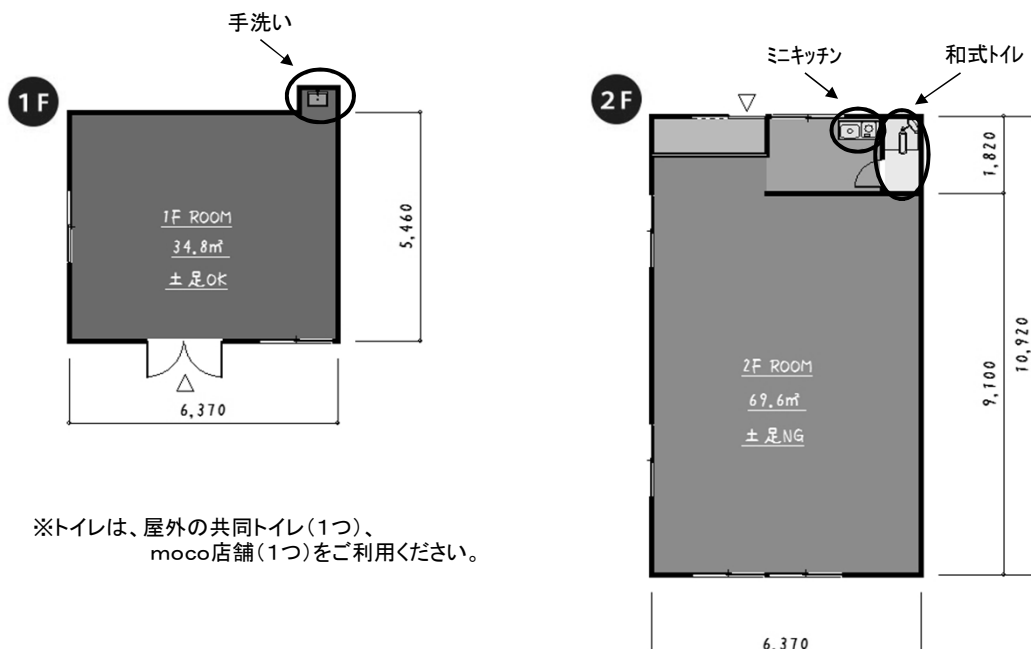 手洗い
1F
1F ROOM
34.8㎡
土足OK
5,460
6,370
※トイレは、屋外の共同トイレ(1つ)、
moco店舗(1つ)をご利用ください。
ミニキッチン
和式トイレ
2F
1,820
2F ROOM
69.6㎡
土足NG
9,100
10,920
6,370